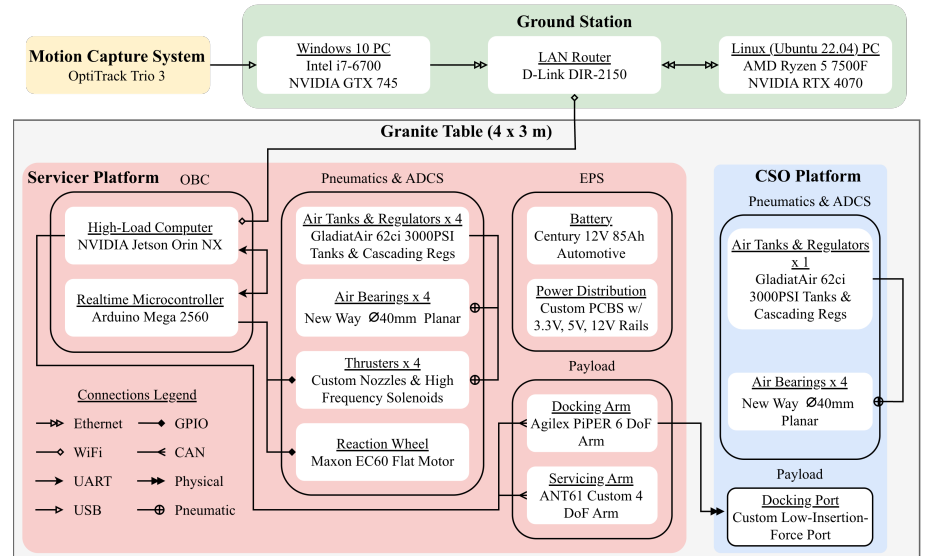 Ground Station
Motion Capture System
OptiTrack Trio 3
Windows 10 PC
Intel i7-6700
NVIDIA GTX 745
LAN Router
D-Link DIR-2150
Linux (Ubuntu 22.04) PC
AMD Ryzen 5 7500F
NVIDIA RTX 4070
Granite Table (4 x 3 m)
Servicer Platform
OBC
High-Load Computer
NVIDIA Jetson Orin NX
Realtime Microcontroller
Arduino Mega 2560
Pneumatics & ADCS
Air Tanks & Regulators x 4
GladiatAir 62ci 3000PSI
Tanks & Cascading Regs
Air Bearings x 4
New Way Ø40mm Planar
Thrusters x 4
Custom Nozzles & High
Frequency Solenoids
Reaction Wheel
Maxon EC60 Flat Motor
EPS
Battery
Century 12V 85Ah
Automotive
Power Distribution
Custom PCBS w/
3.3V, 5V, 12V Rails
Payload
Docking Arm
Agilex PiPER 6 DoF
Arm
Servicing Arm
ANT61 Custom 4
DoF Arm
Connections Legend
Ethernet
GPIO
WiFi
CAN
UART
Physical
USB
Pneumatic
CSO Platform
Pneumatics & ADCS
Air Tanks & Regulators
x 1
GladiatAir 62ci
3000PSI Tanks &
Cascading Regs
Air Bearings x 4
New Way Ø40mm
Planar
Payload
Docking Port
Custom Low-Insertion-
Force Port